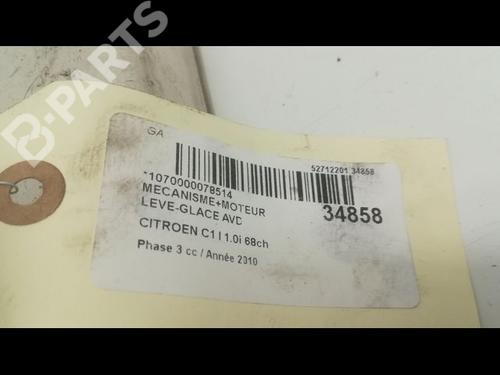 B-PARTS
GA
52712201 34858
*1070000078514
MECANISME+MOTEUR
LEVE-GLACE AVD
34858
CITROEN C1 I 1.0i 68ch
Phase 3 cc / Année 2010